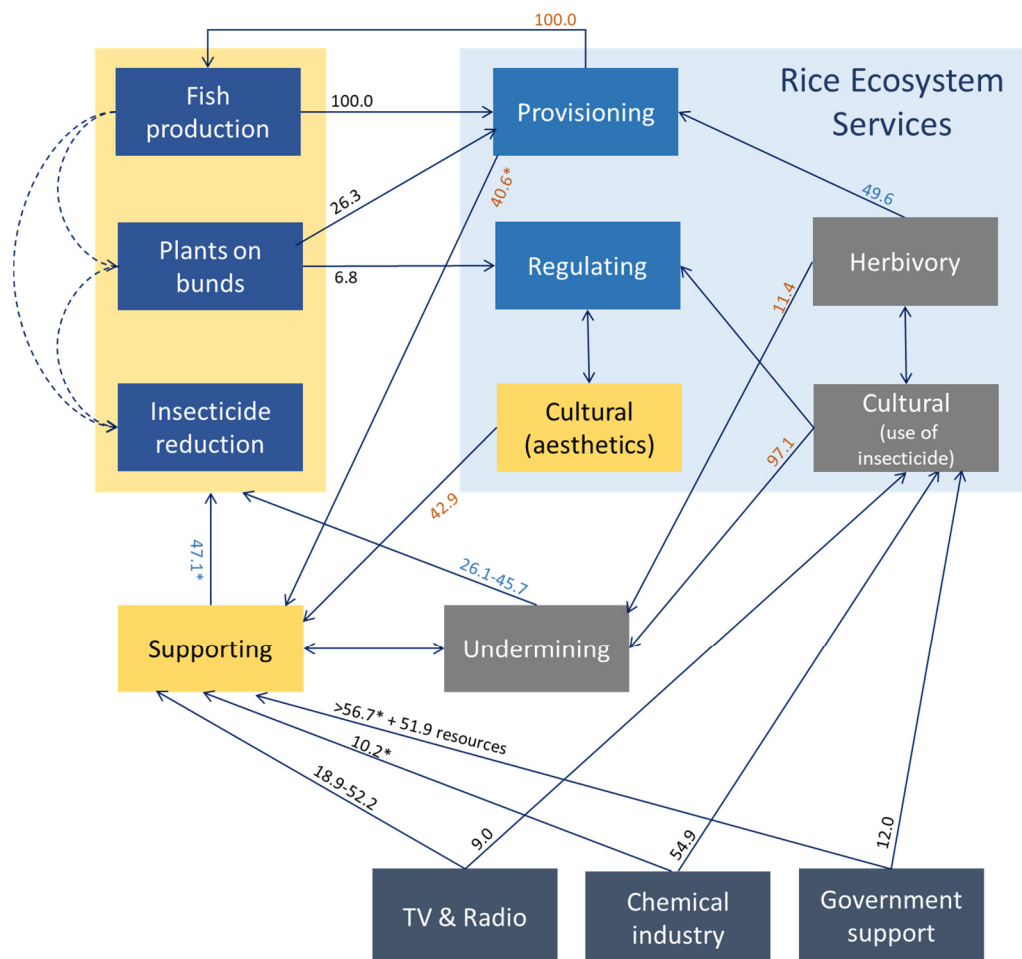 100.0
Rice Ecosystem
Services
Fish
production
100.0
Provisioning
40.6*
49.6
26.3
Plants on
bunds
6.8
Regulating
11.4
Herbivory
Insecticide
reduction
Cultural
(aesthetics)
97.1
Cultural
(use of
insecticide)
42.9
47.1*
26.1-45.7
Supporting
Undermining
>56.7* + 51.9 resources
10.2*
18.9-52.2
9.0
54.9
12.0
TV & Radio
Chemical
industry
Government
support